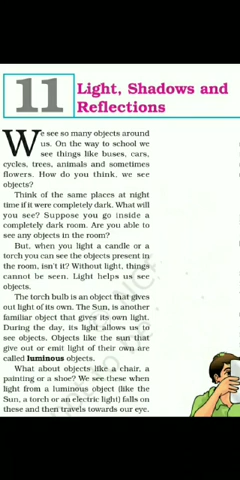 11
Light, Shadows and
Reflections
We see so many objects around
us. On the way to school we
see things like buses, cars,
cycles, trees, animals and sometimes
flowers. How do you think, we see
objects?
Think of the same places at night
time if it were completely dark. What will
you see? Suppose you go inside a
completely dark room. Are you able to
see any objects in the room?
But, when you light a candle or a
torch you can see the objects present in
the room, isn't it? Without light, things
cannot be seen. Light helps us see
objects.
The torch bulb is an object that gives
out light of its own. The Sun, is another
familiar object that gives its own light.
During the day, its light allows us to
see objects. Objects like the sun that
give out or emit light of their own are
called luminous objects.
What about objects like a chair, a
painting or a shoe? We see these when
light from a luminous object (like the
Sun, a torch or an electric light) falls on
these and then travels towards our eye.